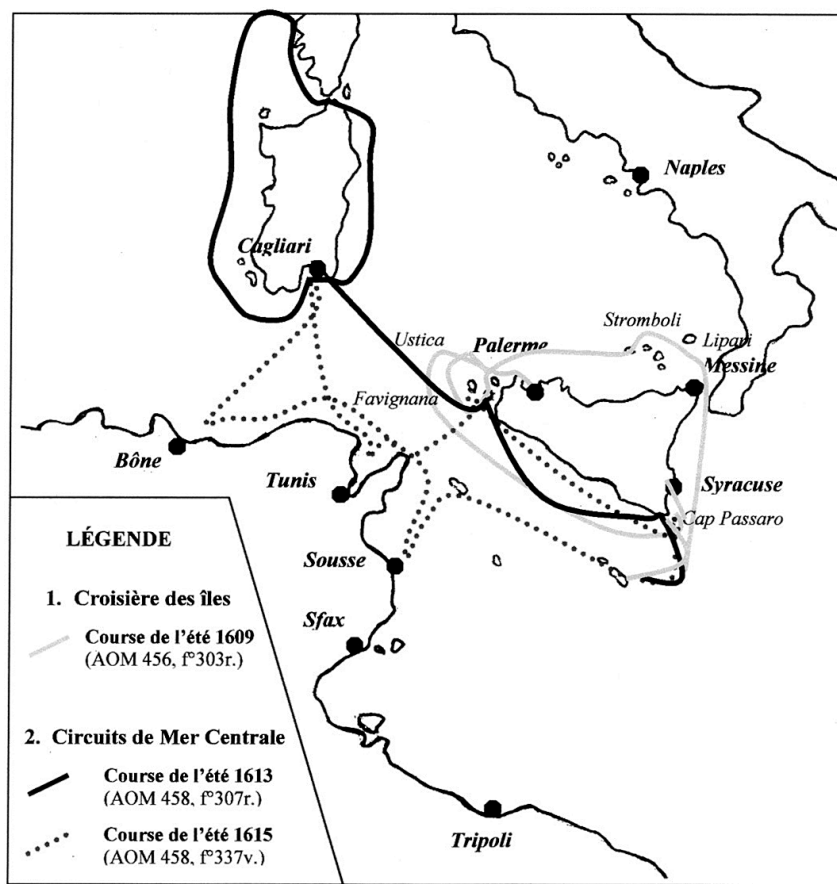 Naples
Cagliari
Stromboli
Ustica
Palerme
Lipari
Messine
Favignana
Bône
Tunis
Syracuse
Cap Passaro
Sousse
Sfax
Tripoli
LÉGENDE
1. Croisière des îles
Course de l'été 1609
(AOM 456, f°303r.)
2. Circuits de Mer Centrale
Course de l'été 1613
(AOM 458, f°307r.)
Course de l'été 1615
(AOM 458, f°337v.)